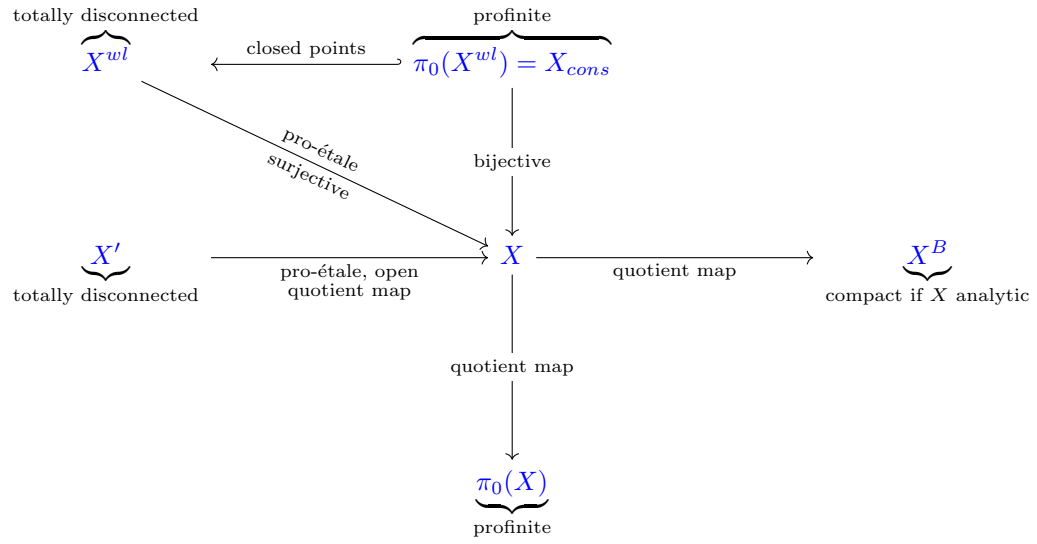 totally disconnected
profinite
X^{wl}
closed points
π_0(X^{wl}) = X_{cons}
pro-étale
surjective
bijective
X'
pro-étale, open
quotient map
X
quotient map
X^B
totally disconnected
compact if X analytic
quotient map
π_0(X)
profinite